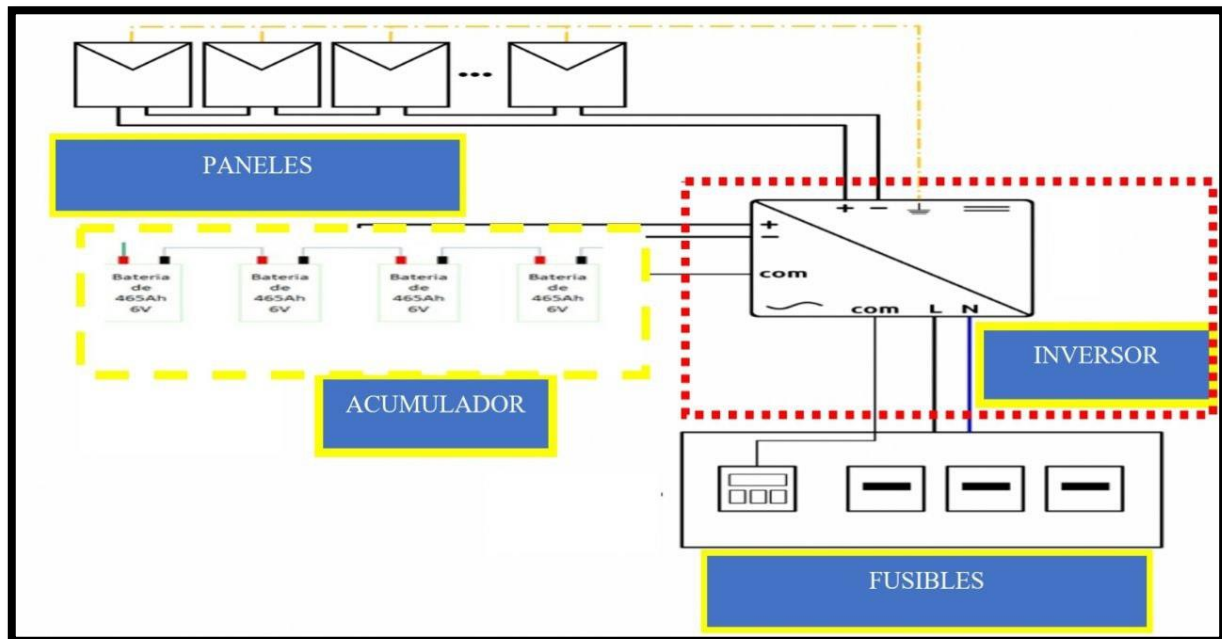 PANELES
+ −
+
−
com
com L N
Bateria
de
465Ah
6V
Bateria
de
465Ah
6V
Bateria
de
465Ah
6V
Bateria
de
465Ah
6V
INVERSOR
ACUMULADOR
FUSIBLES